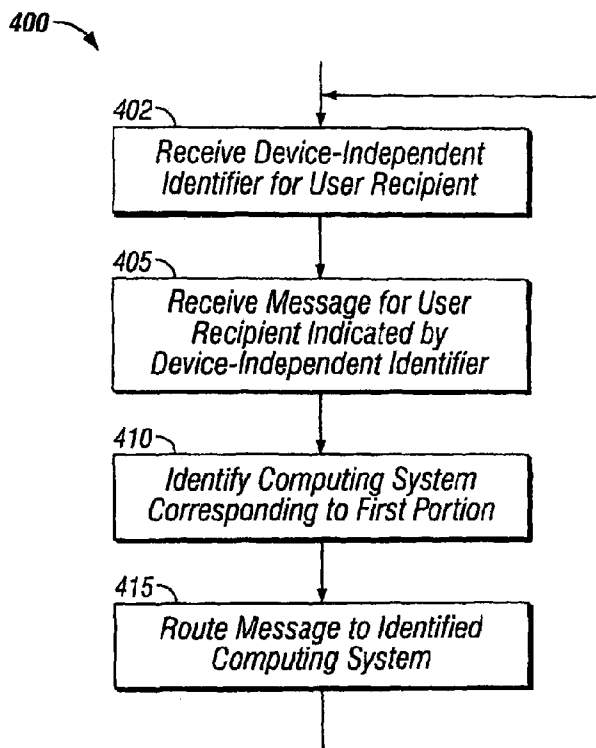 400
402
Receive Device-Independent
Identifier for User Recipient
405
Receive Message for User
Recipient Indicated by
Device-Independent Identifier
410
Identify Computing System
Corresponding to First Portion
415
Route Message to Identified
Computing System